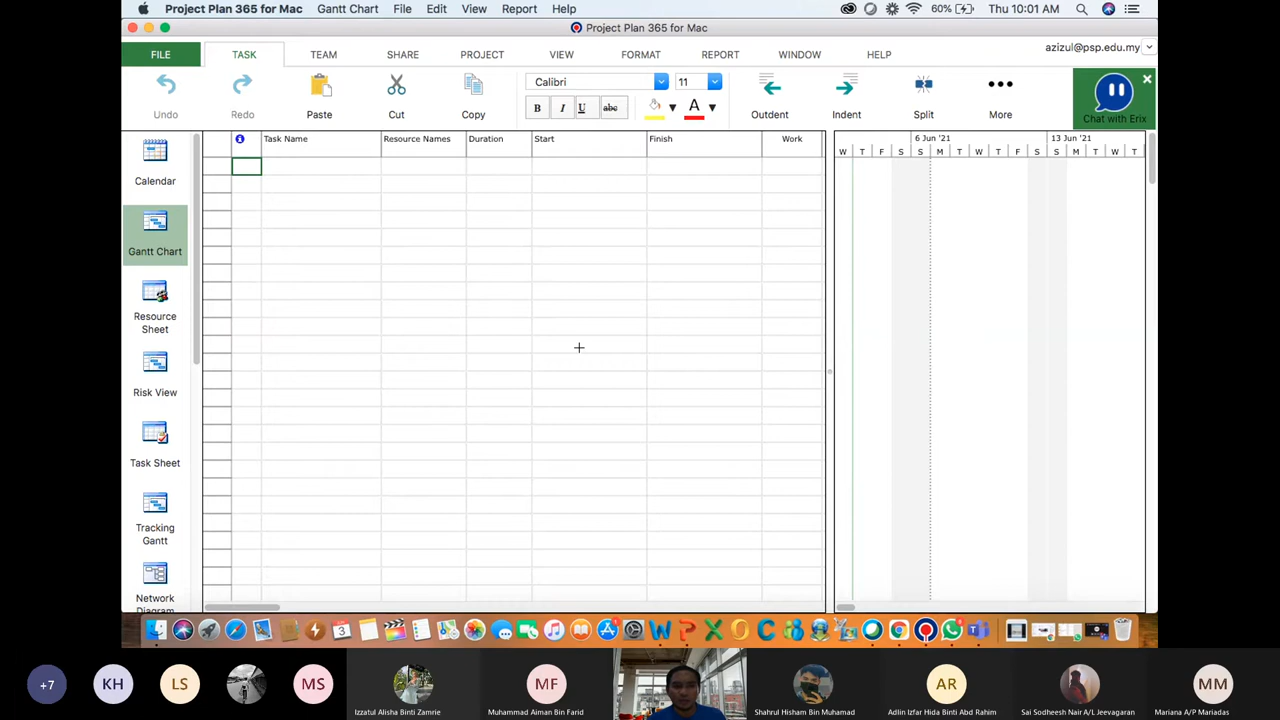 Project Plan 365 for Mac Gantt Chart File Edit View Report Help 60% Thu 10:01 AM
Project Plan 365 for Mac
FILE TASK TEAM SHARE PROJECT VIEW FORMAT REPORT WINDOW HELP azizul@psp.edu.my
Calibri 11
B I U abc A
Undo Redo Paste Cut Copy Outdent Indent Split More Chat with Erix
Task Name Resource Names Duration Start Finish Work
6 Jun '21 13 Jun '21
W T F S S M T W T F S S M T W T
Calendar
Gantt Chart
Resource
Sheet
Risk View
Task Sheet
Tracking
Gantt
Network
Diagram
3
+7 KH LS MS MF AR MM
Izzatul Alisha Binti Zamrie Muhammad Aiman Bin Farid Shahrul Hisham Bin Muhamad Adlin Izfar Hida Binti Abd Rahim Sai Sodheesh Nair A/L Jeevagaran Mariana A/P Mariadas